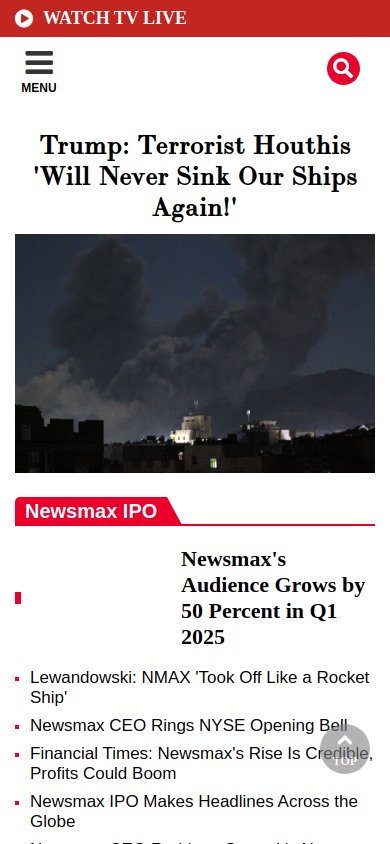 WATCH TV LIVE
MENU
Trump: Terrorist Houthis
'Will Never Sink Our Ships
Again!'
Newsmax IPO
Newsmax's
Audience Grows by
50 Percent in Q1
2025
Lewandowski: NMAX 'Took Off Like a Rocket
Ship'
Newsmax CEO Rings NYSE Opening Bell
Financial Times: Newsmax's Rise Is Credible,
Profits Could Boom
TOP
Newsmax IPO Makes Headlines Across the
Globe